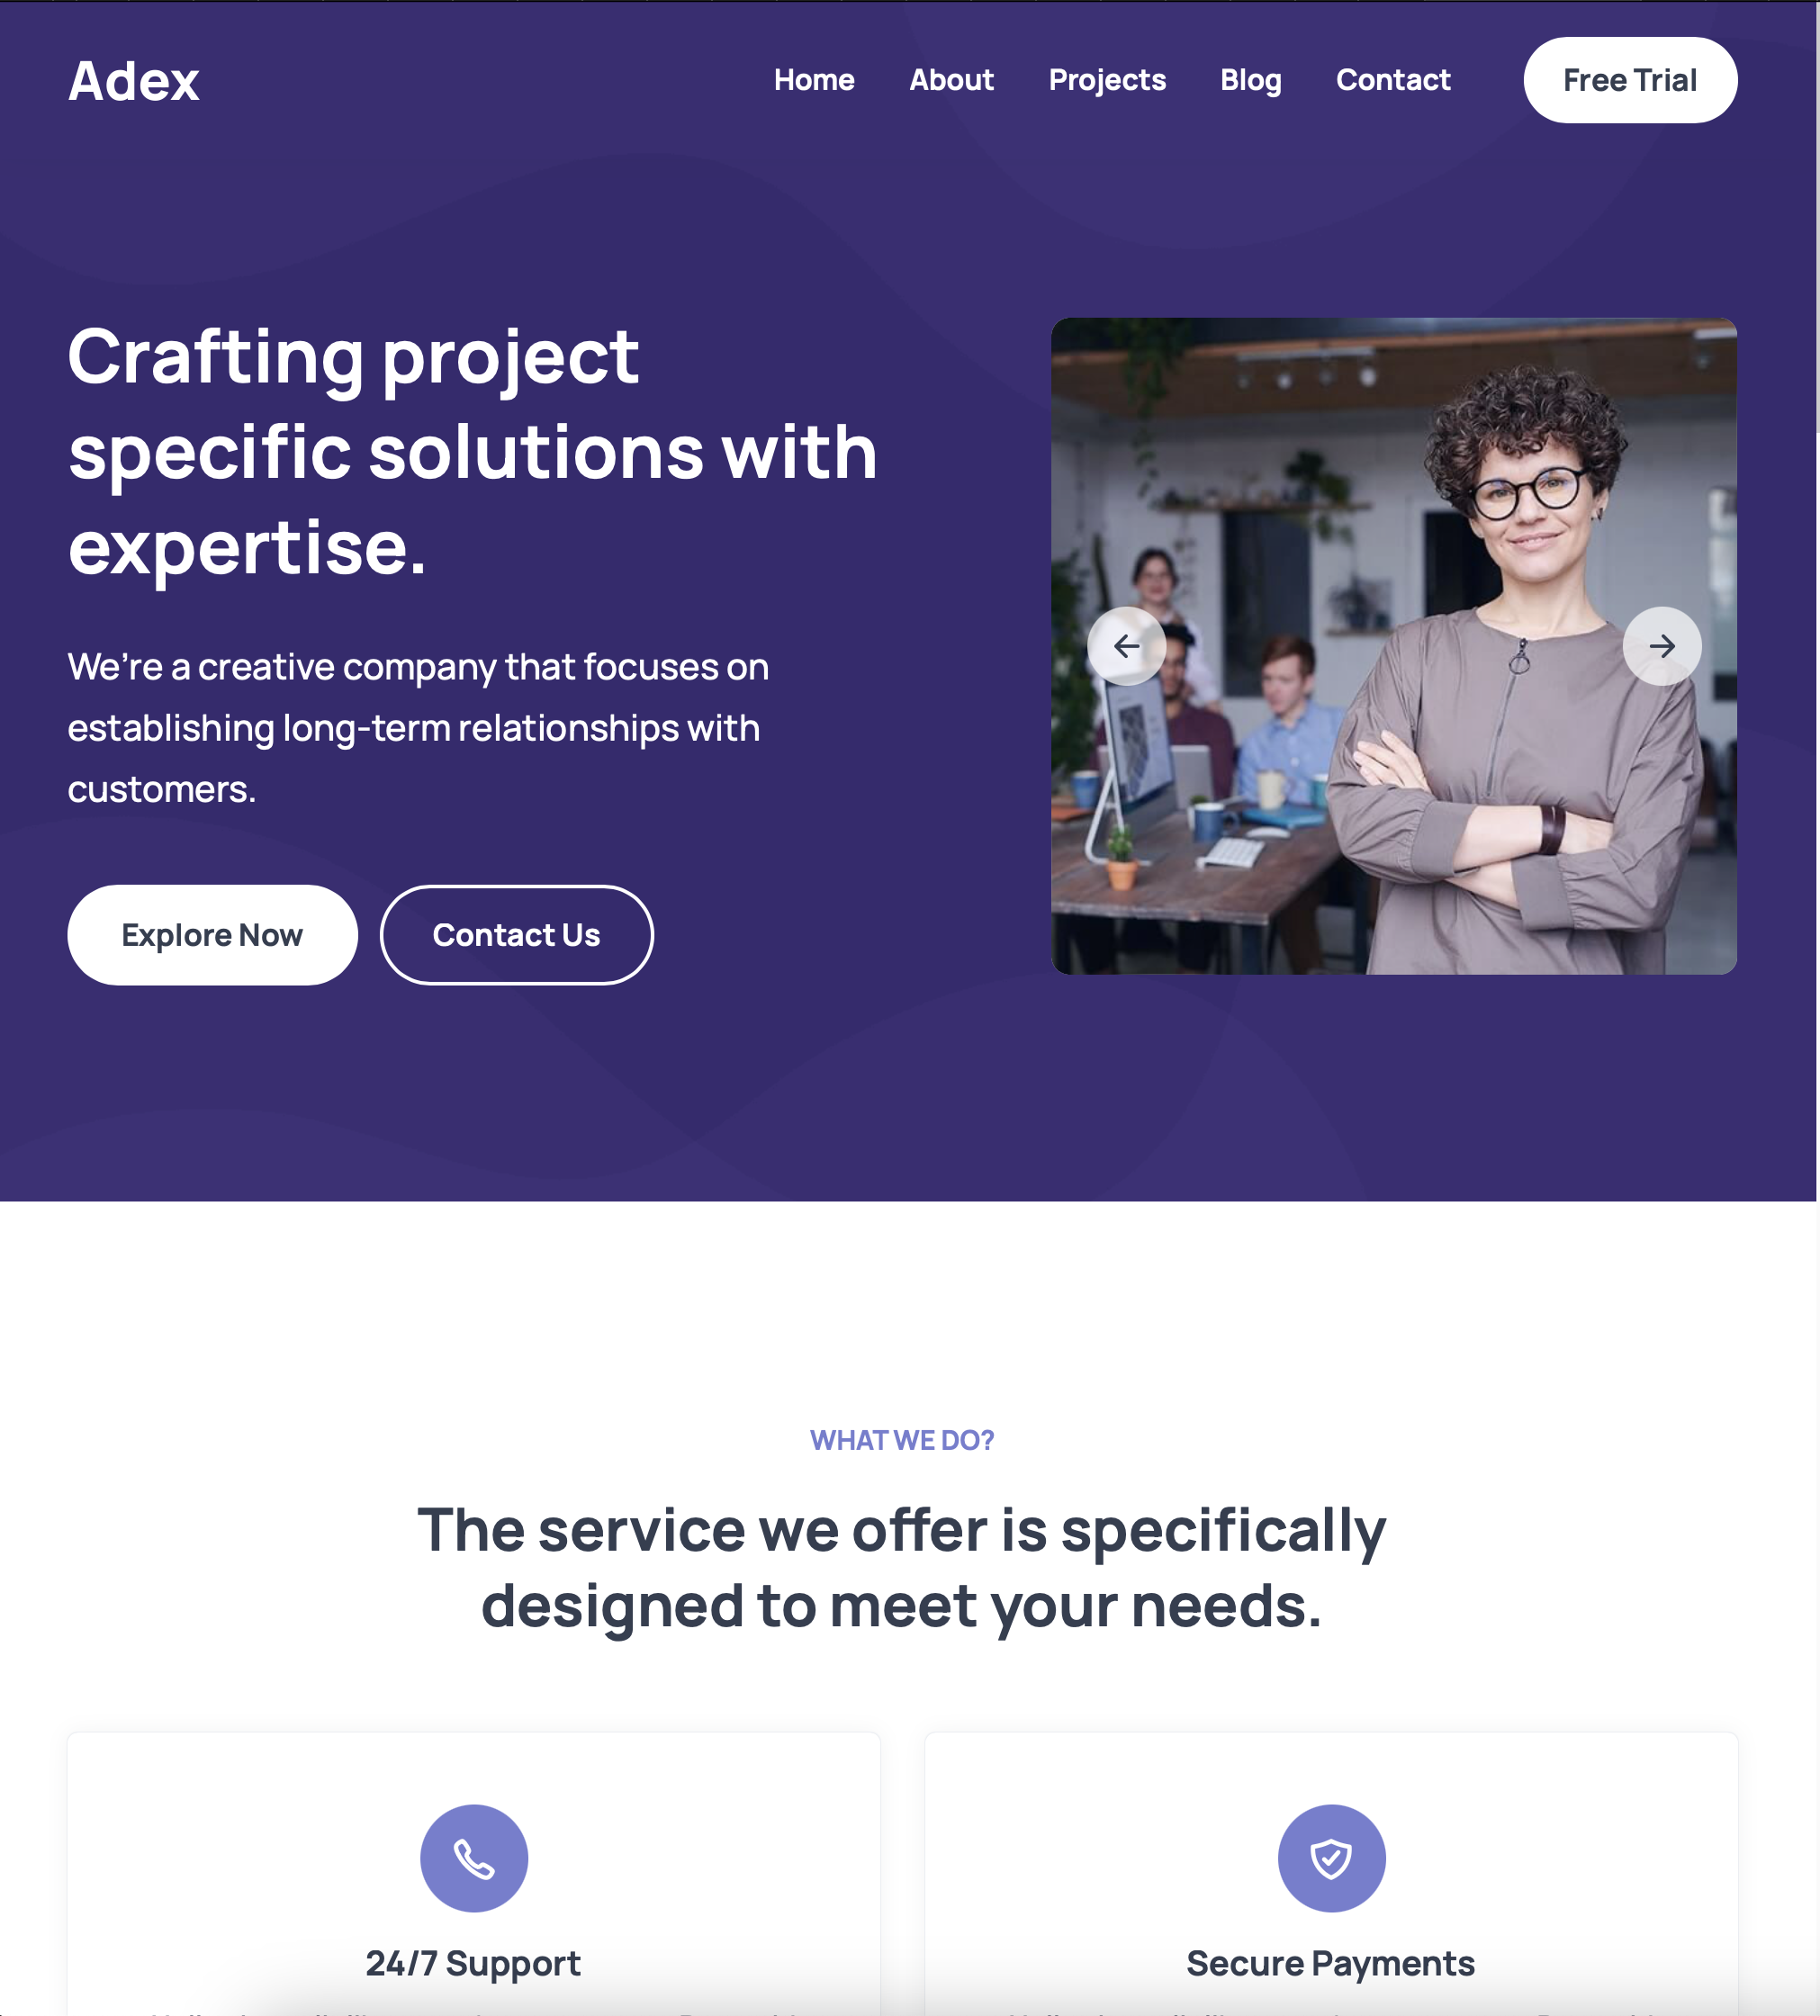 Adex
Home About Projects Blog Contact Free Trial
Crafting project
specific solutions with
expertise.
We’re a creative company that focuses on
establishing long-term relationships with
customers.
Explore Now Contact Us
WHAT WE DO?
The service we offer is specifically
designed to meet your needs.
24/7 Support
Secure Payments